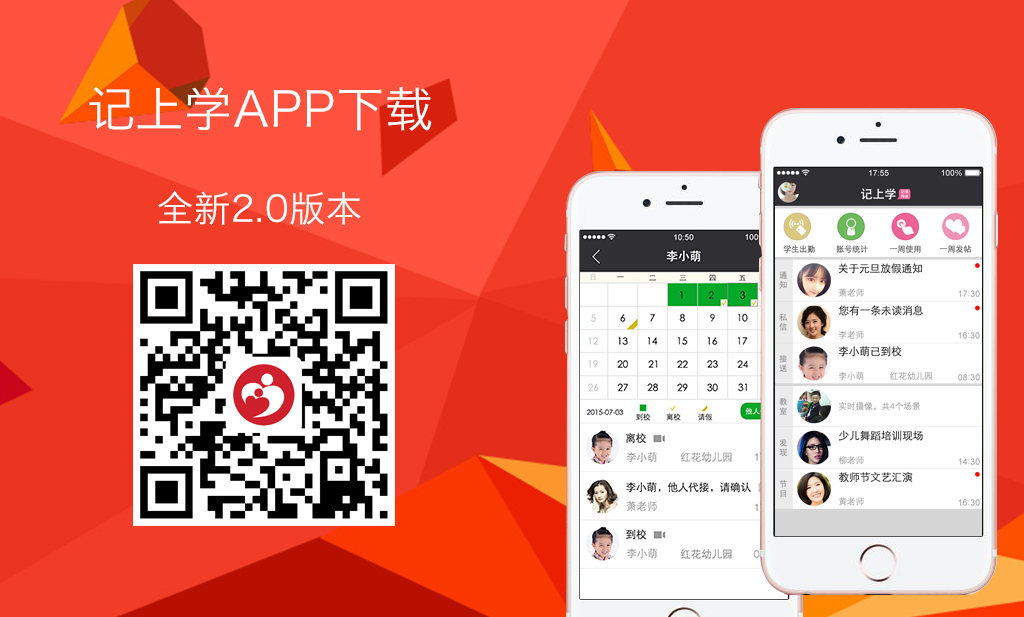 记上学APP下载
全新2.0版本
10:50
100
李小萌
日 一 二 三 四 五
1 2 3
5 6 7 8 9 10
12 13 14 15 16 17
19 20 21 22 23 24
26 27 28 29 30 31
2015-07-03 到校 离校 请假 他人
离校
李小萌 红花幼儿园 1
李小萌，他人代接，请确认
萧老师 1
到校
李小萌 红花幼儿园 0
17:55 100%
记上学
学生出勤 账号统计 一周使用 一周发帖
通知
关于元旦放假通知
萧老师 17:30
私信
您有一条未读消息
李老师 16:30
接送
李小萌已到校
李小萌 红花幼儿园 08:30
教室
实时摄像，共4个场景
发现
少儿舞蹈培训现场
柳老师 14:30
节目
教师节文艺汇演
黄老师 16:30